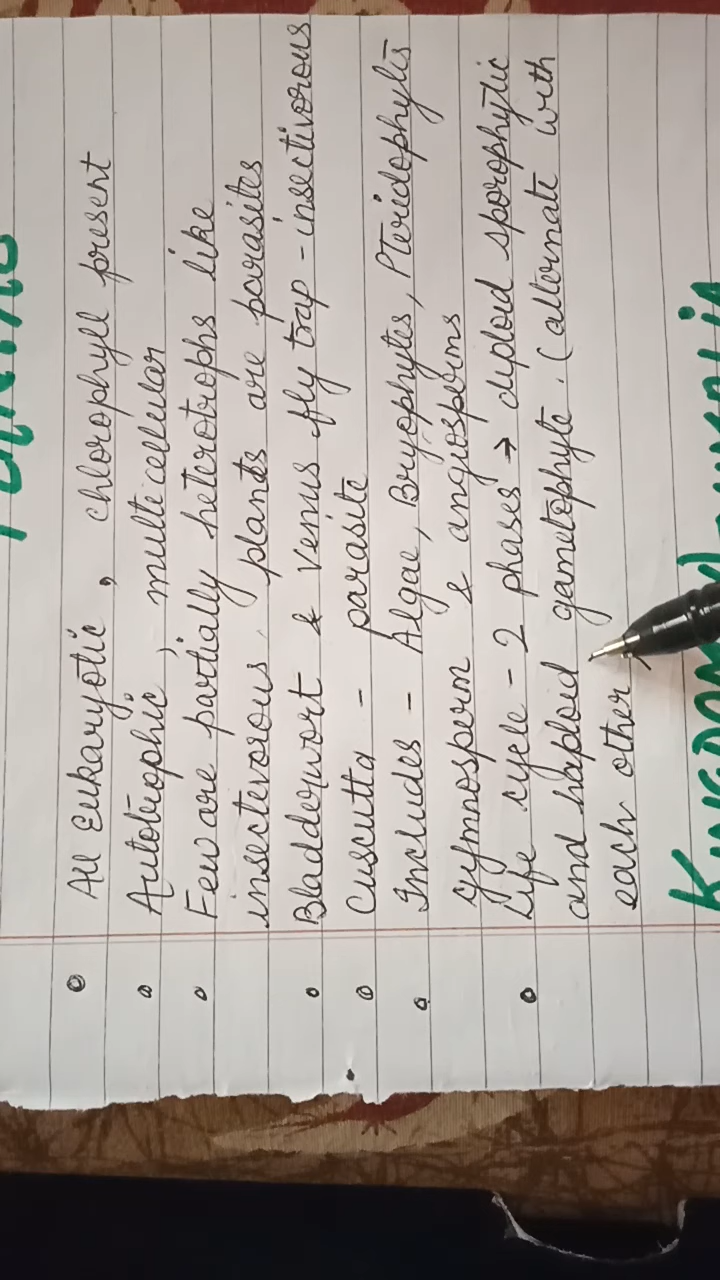 All Eukaryotic, chlorophyll present
Autotrophic, multicellular
Few are partially heterotrophs like
insectevorous. plants are parasites
Bladderwort & Venus fly trap - insectivorous
Cuscutta - parasite
Includes - Algae, Bryophytes, Pteridophyts
gymnosperm & angiosperms
Life cycle - 2 phases → diploid sporophytic
and haploid gametophyte. (alternate with
each other